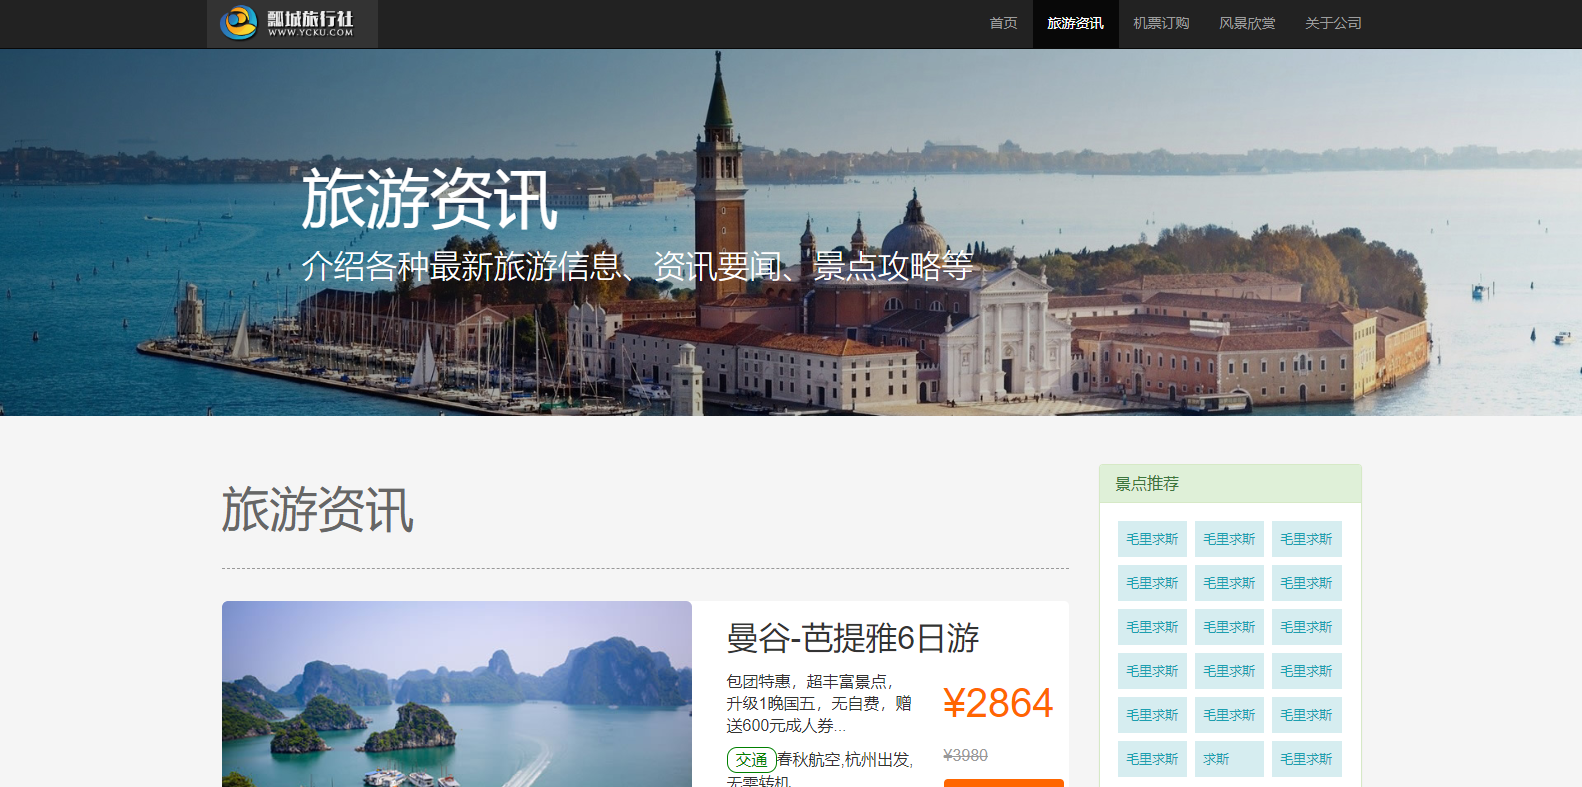 瓢城旅行社
WWW.YCKU.COM
首页 旅游资讯 机票订购 风景欣赏 关于公司
旅游资讯
介绍各种最新旅游信息、资讯要闻、景点攻略等
旅游资讯
曼谷-芭提雅6日游
包团特惠，超丰富景点，
升级1晚国五，无自费，赠
送600元成人券...
交通 春秋航空,杭州出发,
无需转机
¥2864
¥3980
景点推荐
毛里求斯 毛里求斯 毛里求斯
毛里求斯 毛里求斯 毛里求斯
毛里求斯 毛里求斯 毛里求斯
毛里求斯 毛里求斯 毛里求斯
毛里求斯 毛里求斯 毛里求斯
毛里求斯 求斯 毛里求斯